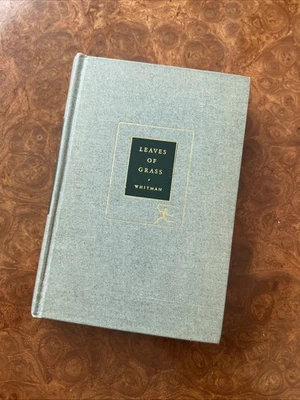 LEAVES
OF
GRASS
WHITMAN